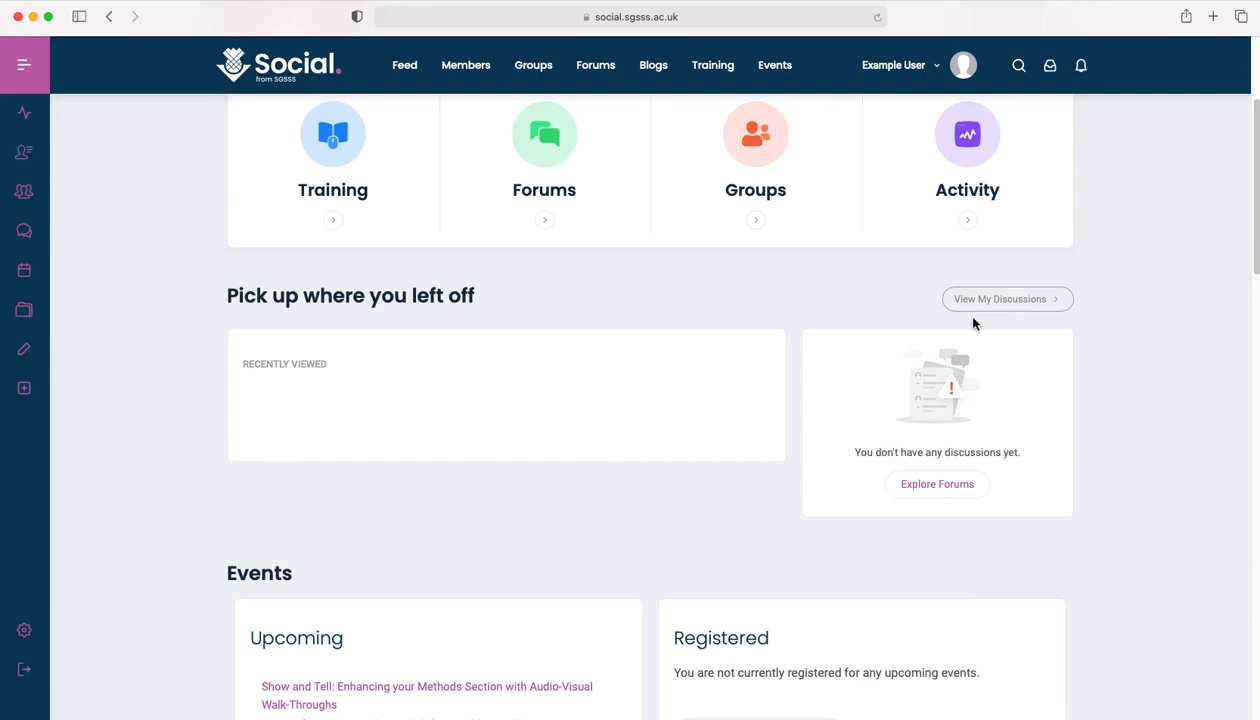 social.sgsss.ac.uk
Social.
from SGSSS
Feed
Members
Groups
Forums
Blogs
Training
Events
Example User
Training
Forums
Groups
Activity
Pick up where you left off
View My Discussions
RECENTLY VIEWED
You don't have any discussions yet.
Explore Forums
Events
Upcoming
Registered
Show and Tell: Enhancing your Methods Section with Audio-Visual
Walk-Throughs
You are not currently registered for any upcoming events.